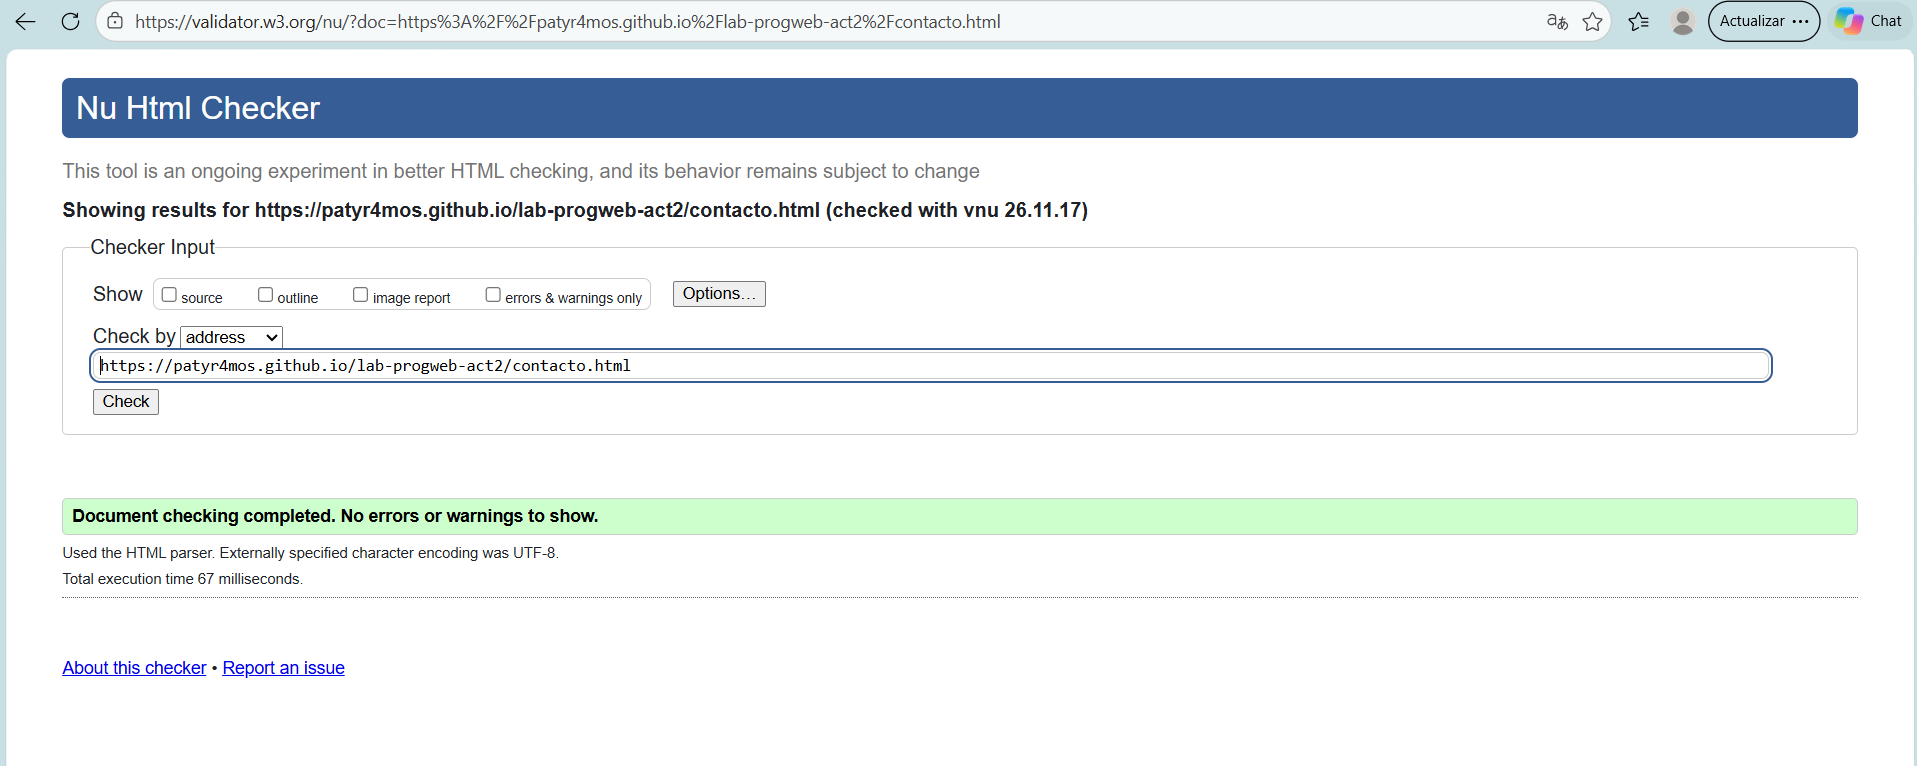 https://validator.w3.org/nu/?doc=https%3A%2F%2Fpatyr4mos.github.io%2Flab-progweb-act2%2Fcontacto.html
Actualizar ···
Chat
Nu Html Checker
This tool is an ongoing experiment in better HTML checking, and its behavior remains subject to change
Showing results for https://patyr4mos.github.io/lab-progweb-act2/contacto.html (checked with vnu 26.11.17)
Checker Input
Show source outline image report errors & warnings only Options…
Check by address
https://patyr4mos.github.io/lab-progweb-act2/contacto.html
Check
Document checking completed. No errors or warnings to show.
Used the HTML parser. Externally specified character encoding was UTF-8.
Total execution time 67 milliseconds.
About this checker • Report an issue